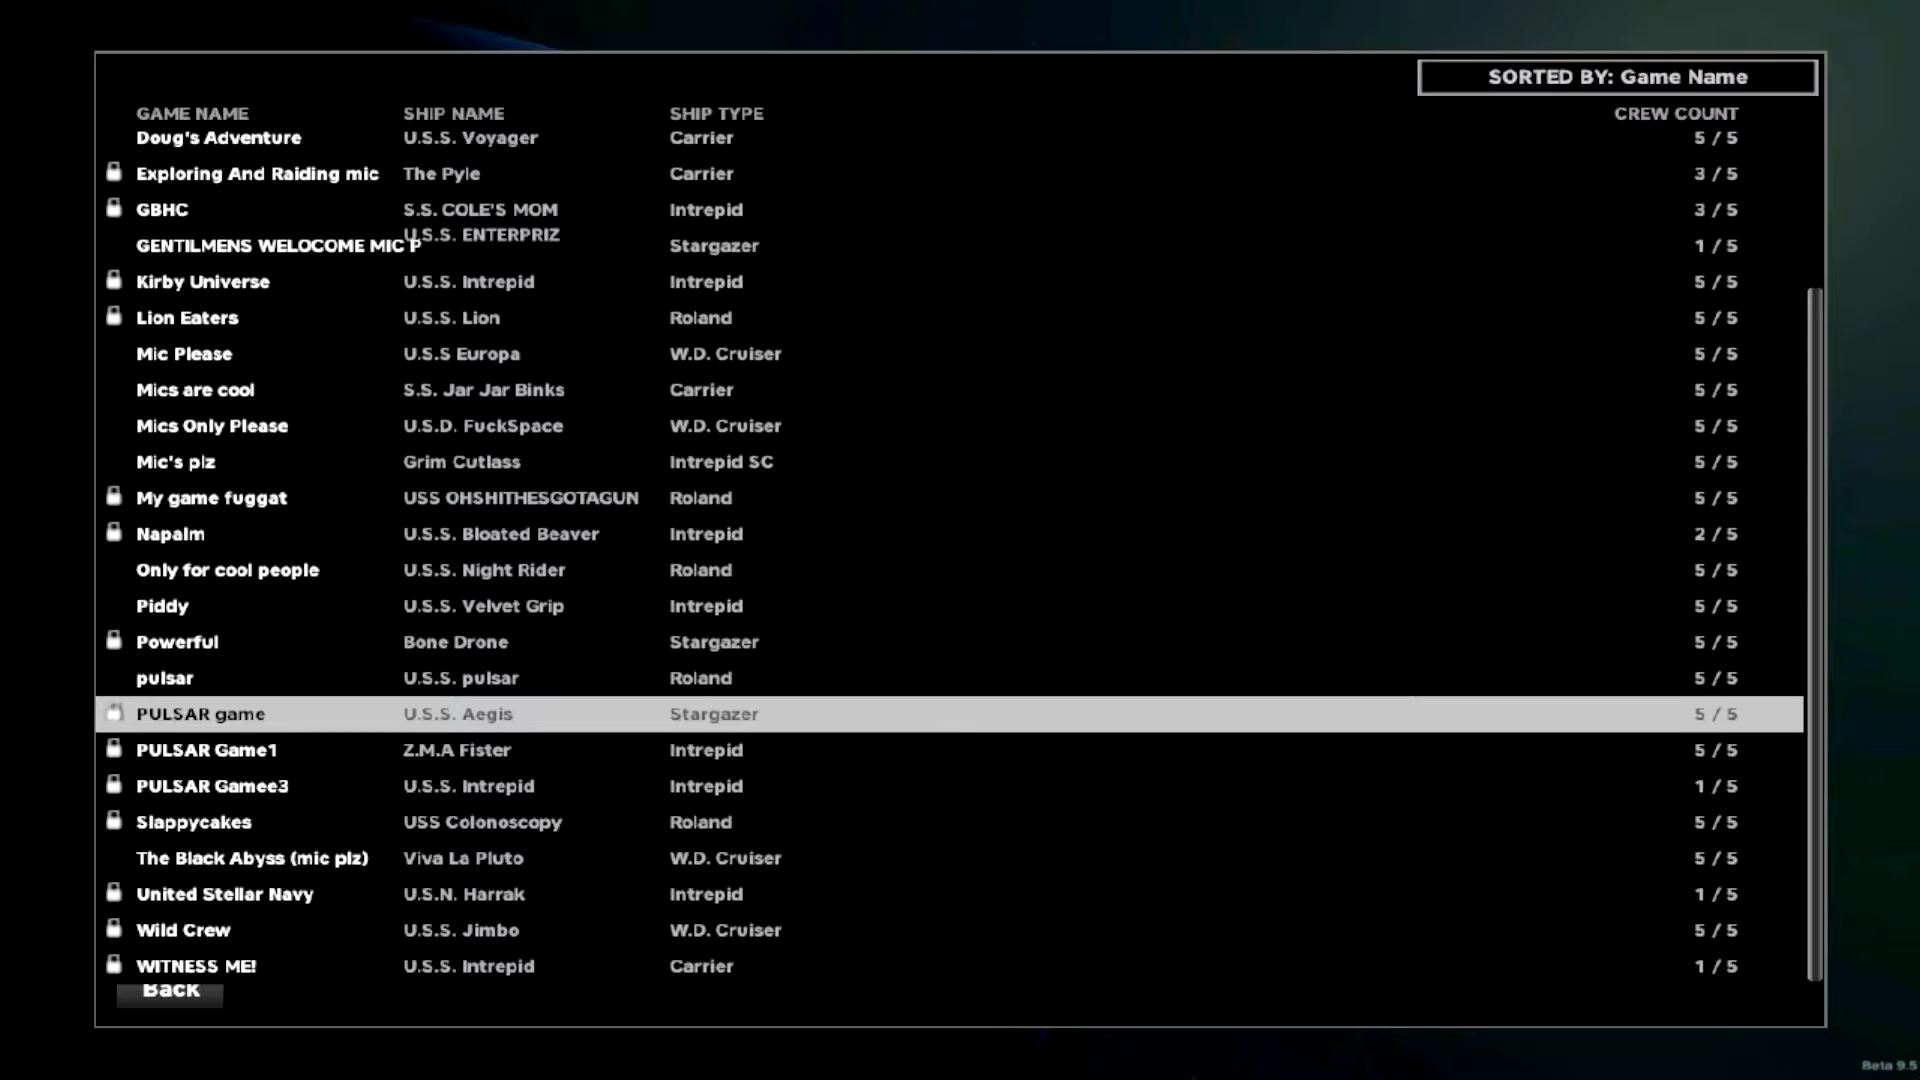 SORTED BY: Game Name
GAME NAME SHIP NAME SHIP TYPE CREW COUNT
Doug's Adventure U.S.S. Voyager Carrier 5 / 5
Exploring And Raiding mic The Pyle Carrier 3 / 5
GBHC S.S. COLE'S MOM Intrepid 3 / 5
GENTILMENS WELOCOME MIC P U.S.S. ENTERPRIZ Stargazer 1 / 5
Kirby Universe U.S.S. Intrepid Intrepid 5 / 5
Lion Eaters U.S.S. Lion Roland 5 / 5
Mic Please U.S.S Europa W.D. Cruiser 5 / 5
Mics are cool S.S. Jar Jar Binks Carrier 5 / 5
Mics Only Please U.S.D. FuckSpace W.D. Cruiser 5 / 5
Mic's plz Grim Cutlass Intrepid SC 5 / 5
My game fuggat USS OHSHITHESGOTAGUN Roland 5 / 5
Napalm U.S.S. Bloated Beaver Intrepid 2 / 5
Only for cool people U.S.S. Night Rider Roland 5 / 5
Piddy U.S.S. Velvet Grip Intrepid 5 / 5
Powerful Bone Drone Stargazer 5 / 5
pulsar U.S.S. pulsar Roland 5 / 5
PULSAR game U.S.S. Aegis Stargazer 5 / 5
PULSAR Game1 Z.M.A Fister Intrepid 5 / 5
PULSAR Gamee3 U.S.S. Intrepid Intrepid 1 / 5
Slappycakes USS Colonoscopy Roland 5 / 5
The Black Abyss (mic plz) Viva La Pluto W.D. Cruiser 5 / 5
United Stellar Navy U.S.N. Harrak Intrepid 1 / 5
Wild Crew U.S.S. Jimbo W.D. Cruiser 5 / 5
WITNESS ME! U.S.S. Intrepid Carrier 1 / 5
Back
Beta 9.5